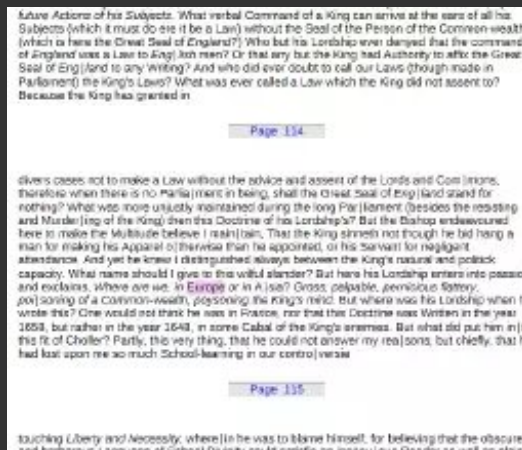 future Actions of his Subjects. What verbal Command of a King can arrive at the ears of all his
Subjects (which it must do ere it be a Law) without the Seal of the Person of the Common-wealth
(which is here the Great Seal of England?) Who but his Lordship ever denyed that the command
of England was a Law to Eng|lish men? Or that any but the King had Authority to affix the Great
Seal of Eng|land to any Writing? And who did ever doubt to call our Laws (though made in
Parliament) the King's Laws? What was ever called a Law which the King did not assent to?
Because the King has granted in
Page 114
divers cases not to make a Law without the advice and assent of the Lords and Com|mons,
therefore when there is no Parlia|ment in being, shall the Great Seal of Eng|land stand for
nothing? What was more unjustly maintained during the long Par|liament (besides the resisting
and Murder|ing of the King) then this Doctrine of his Lordship's? But the Bishop endeavoured
here to make the Multitude believe I main|tain, That the King sinneth not though he bid hang a
man for making his Apparel o|therwise than he appointed, or his Servant for negligent
attendance. And yet he knew I distinguished always between the King's natural and politick
capacity. What name should I give to this wilful slander? But here his Lordship enters into passio
and exclaims, Where are we, in Europe or in A|sia? Gross, palpable, pernicious flattery,
poi|soning of a Common-wealth, poysoning the King's mind. But where was his Lordship when h
wrote this? One would not think he was in France, nor that this Doctrine was Written in the year
1658, but rather in the year 1648, in some Cabal of the King's enemies. But what did put him in|
this fit of Choller? Partly, this very thing, that he could not answer my rea|sons; but chiefly, that h
had lost upon me so much School-learning in our contro|versie
Page 115
touching Liberty and Necessity, where|in he was to blame himself, for believing that the obscure